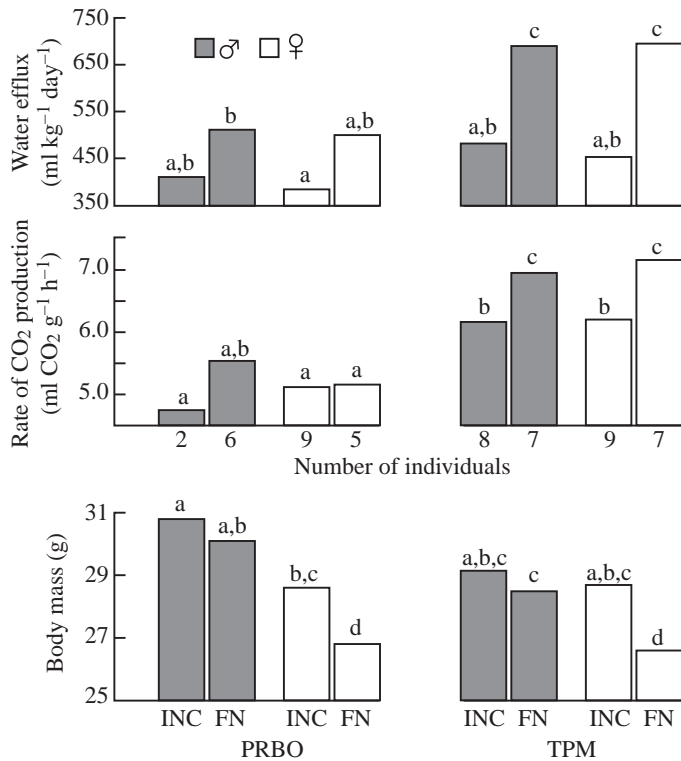 750
650
550
450
350
Water efflux
(ml kg⁻¹ day⁻¹)
♂ ♀
a,b b a a,b a,b c a,b c
7.0
6.0
5.0
Rate of CO₂ production
(ml CO₂ g⁻¹ h⁻¹)
a a,b a a b c b c
2 6 9 5 8 7 9 7
Number of individuals
31
29
27
25
Body mass (g)
a a,b b,c d a,b,c c a,b,c d
INC FN INC FN INC FN INC FN
PRBO TPM